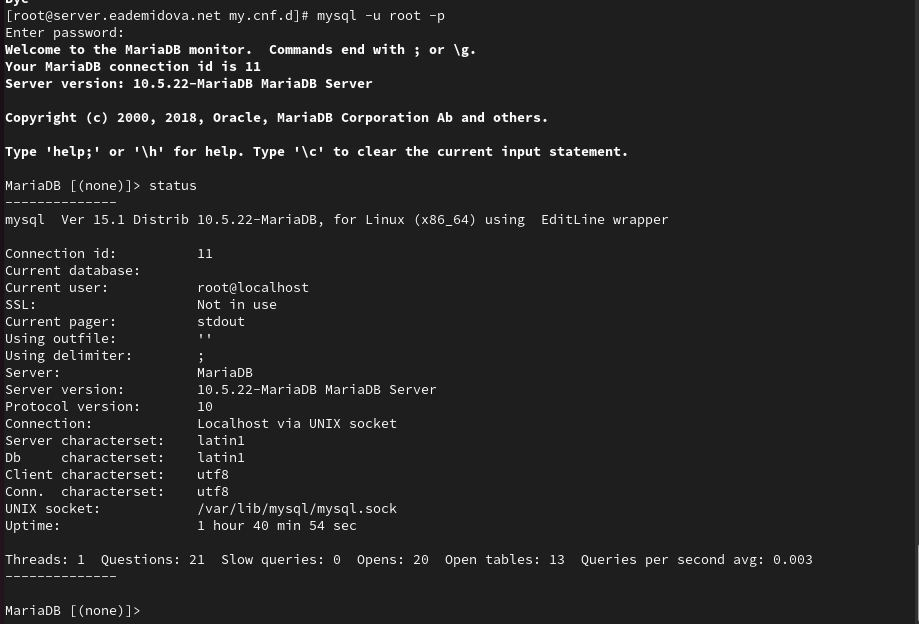 Bye
[root@server.eademidova.net my.cnf.d]# mysql -u root -p
Enter password:
Welcome to the MariaDB monitor.  Commands end with ; or \g.
Your MariaDB connection id is 11
Server version: 10.5.22-MariaDB MariaDB Server
Copyright (c) 2000, 2018, Oracle, MariaDB Corporation Ab and others.
Type 'help;' or '\h' for help. Type '\c' to clear the current input statement.
MariaDB [(none)]> status
--------------
mysql  Ver 15.1 Distrib 10.5.22-MariaDB, for Linux (x86_64) using  EditLine wrapper
Connection id:          11
Current database:
Current user:           root@localhost
SSL:                    Not in use
Current pager:          stdout
Using outfile:          ''
Using delimiter:        ;
Server:                 MariaDB
Server version:         10.5.22-MariaDB MariaDB Server
Protocol version:       10
Connection:             Localhost via UNIX socket
Server characterset:    latin1
Db     characterset:    latin1
Client characterset:    utf8
Conn.  characterset:    utf8
UNIX socket:            /var/lib/mysql/mysql.sock
Uptime:                 1 hour 40 min 54 sec
Threads: 1  Questions: 21  Slow queries: 0  Opens: 20  Open tables: 13  Queries per second avg: 0.003
--------------
MariaDB [(none)]>